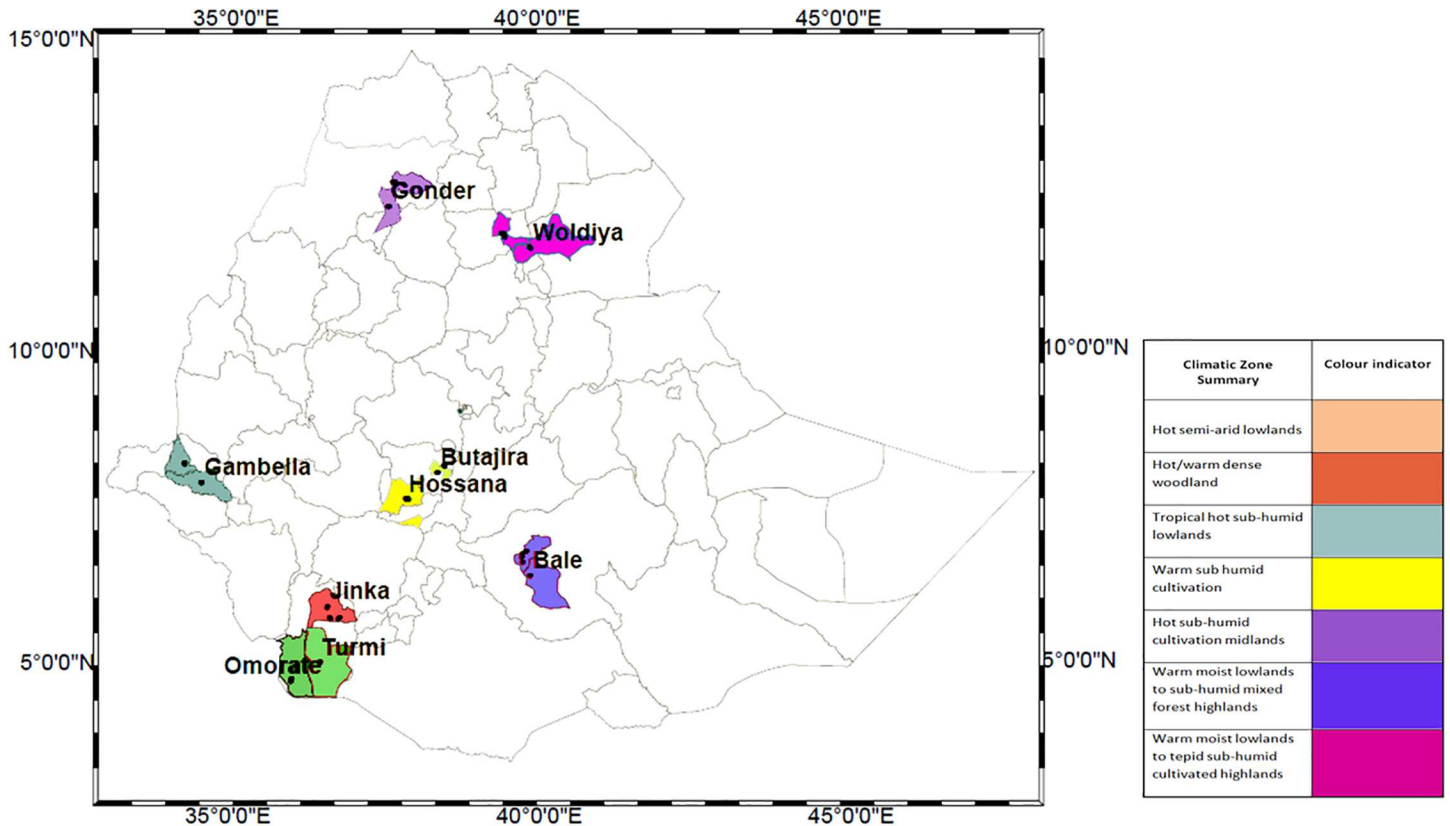 35°0'0"E 40°0'0"E 45°0'0"E
15°0'0"N
Gonder
Woldiya
10°0'0"N 10°0'0"N
Butajira
Gambella
Hossana
Bale
Jinka
Turmi
5°0'0"N Omorate 5°0'0"N
35°0'0"E 40°0'0"E 45°0'0"E
Climatic Zone
Summary
Colour indicator
Hot semi-arid lowlands
Hot/warm dense
woodland
Tropical hot sub-humid
lowlands
Warm sub humid
cultivation
Hot sub-humid
cultivation midlands
Warm moist lowlands
to sub-humid mixed
forest highlands
Warm moist lowlands
to tepid sub-humid
cultivated highlands